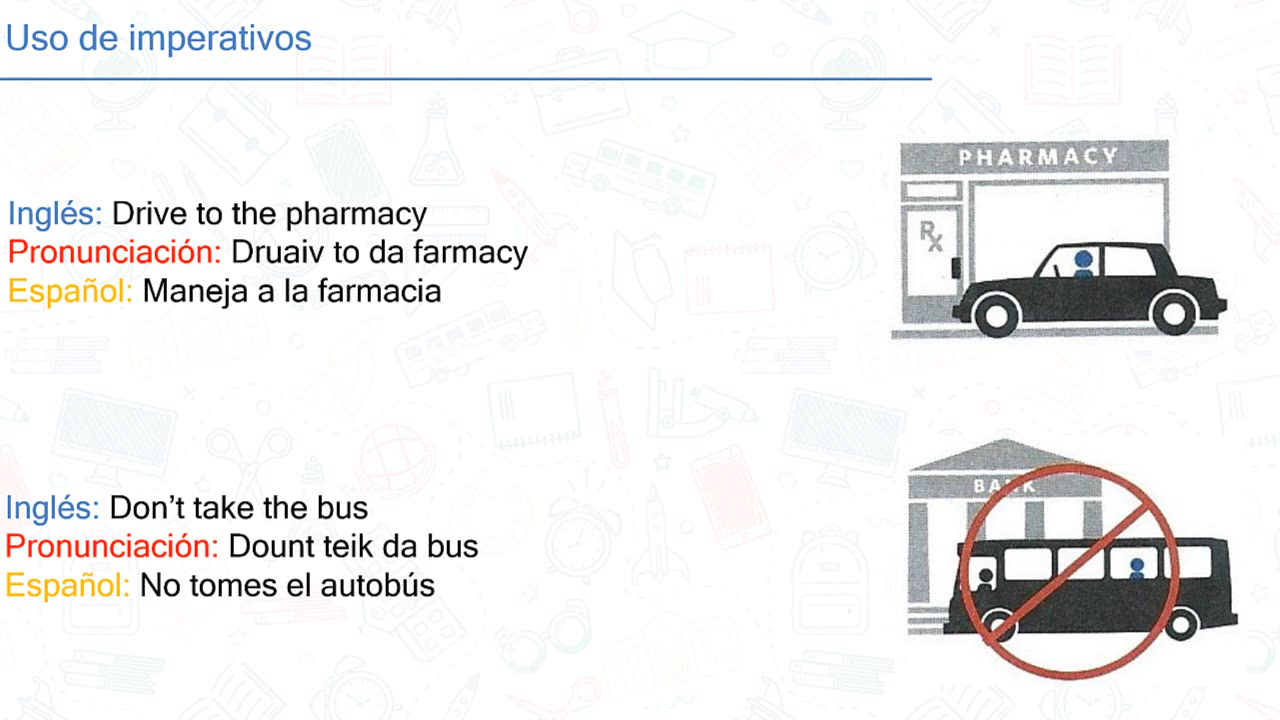 Uso de imperativos
PHARMACY
Rx
Inglés: Drive to the pharmacy
Pronunciación: Druaiv to da farmacy
Español: Maneja a la farmacia
BANK
Inglés: Don’t take the bus
Pronunciación: Dount teik da bus
Español: No tomes el autobús